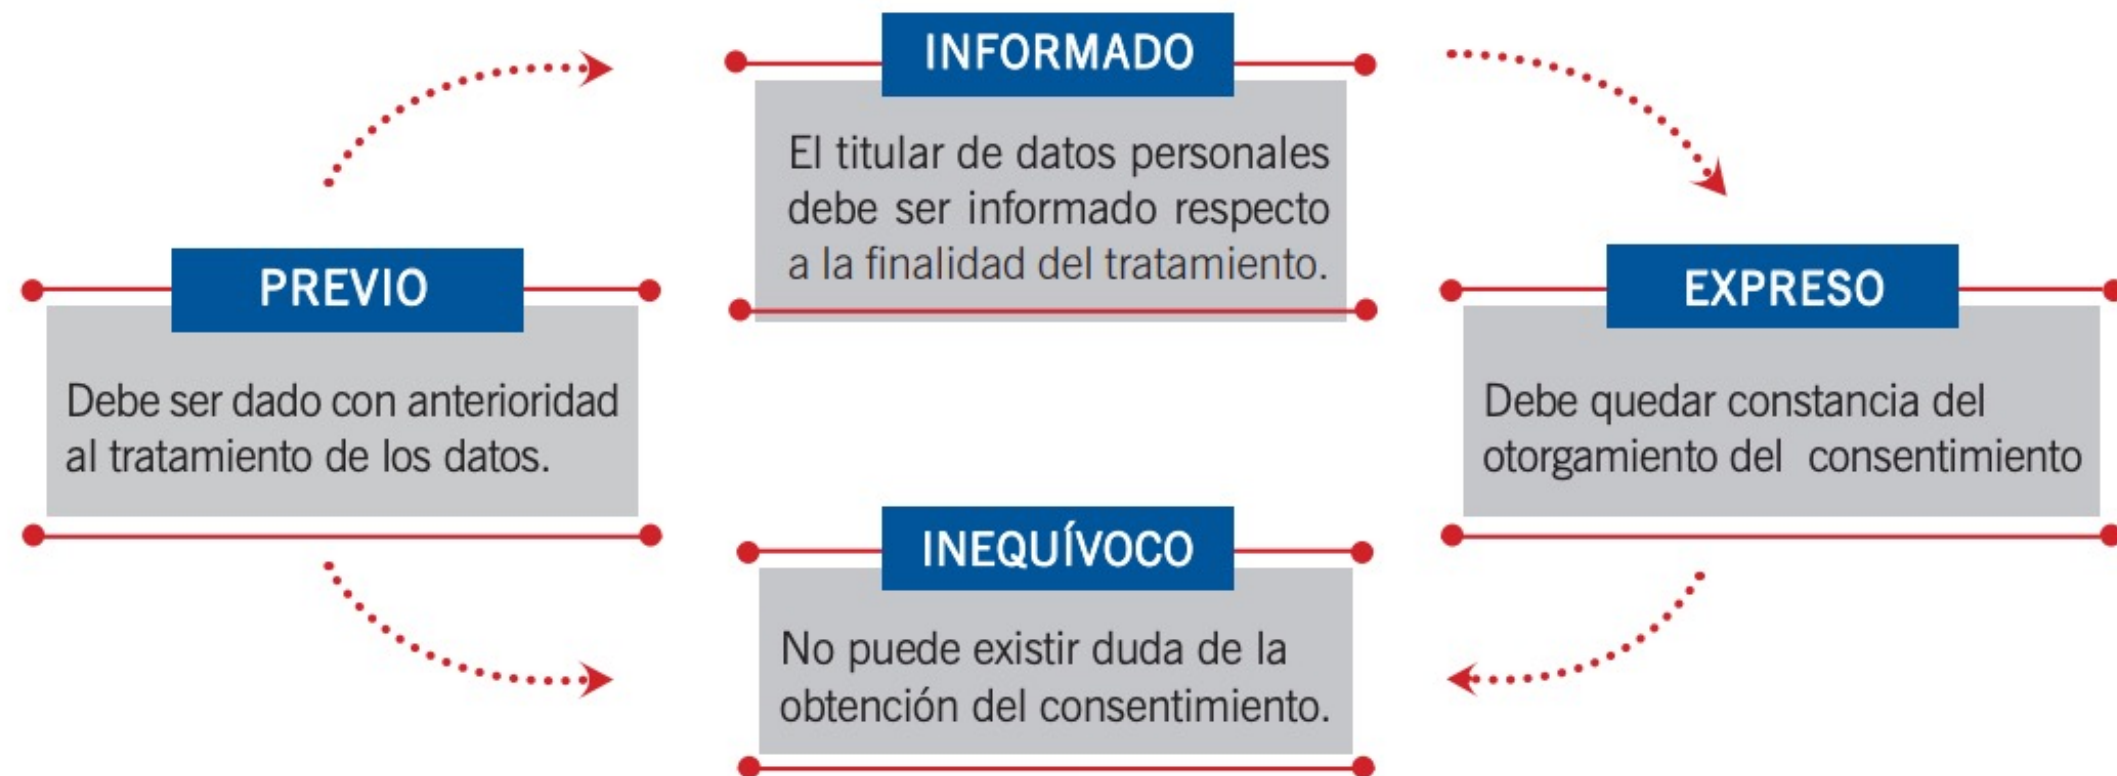 PREVIO
Debe ser dado con anterioridad
al tratamiento de los datos.
INFORMADO
El titular de datos personales
debe ser informado respecto
a la finalidad del tratamiento.
EXPRESO
Debe quedar constancia del
otorgamiento del consentimiento
INEQUÍVOCO
No puede existir duda de la
obtención del consentimiento.